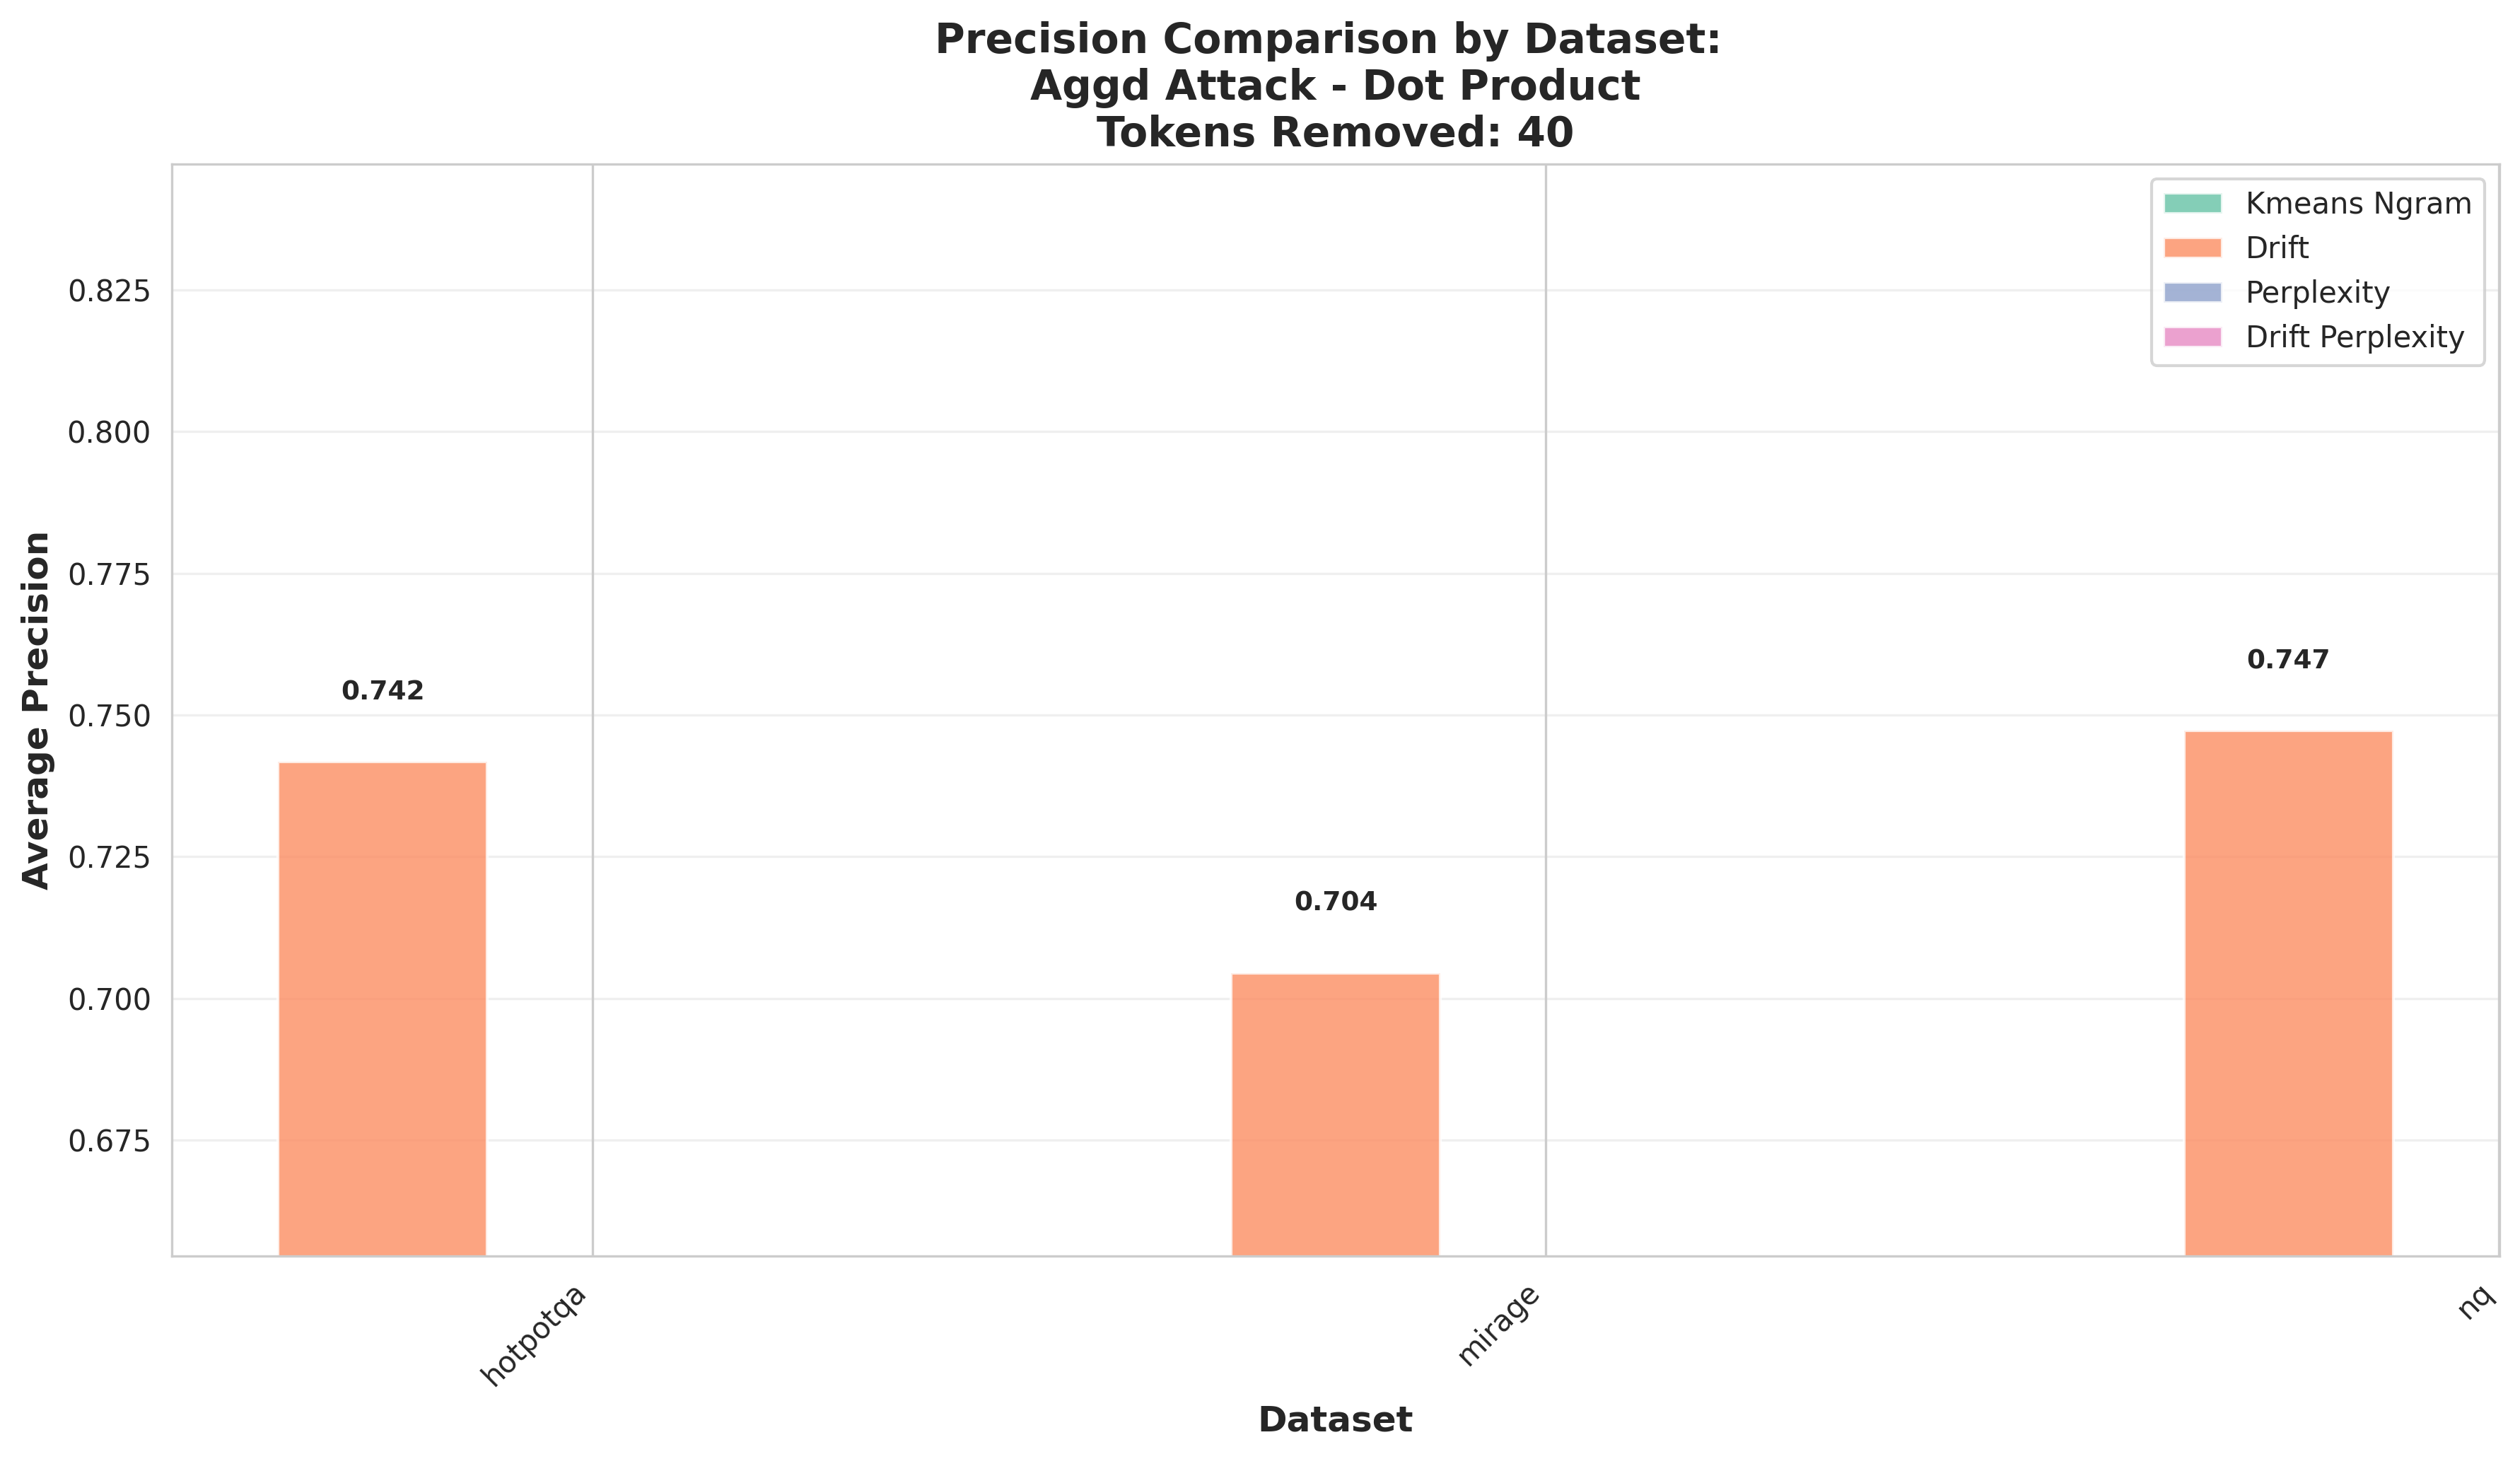 Precision Comparison by Dataset:
Aggd Attack - Dot Product
Tokens Removed: 40
Kmeans Ngram
Drift
Perplexity
Drift Perplexity
Average Precision
0.825
0.800
0.775
0.750
0.725
0.700
0.675
0.742
0.704
0.747
hotpotqa
mirage
nq
Dataset